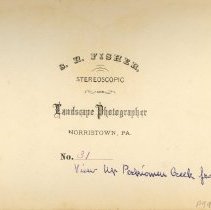 S. R. FISHER,
STEREOSCOPIC
Landscape Photographer
NORRISTOWN, PA.
No. 31
View Up Perkiomen Creek